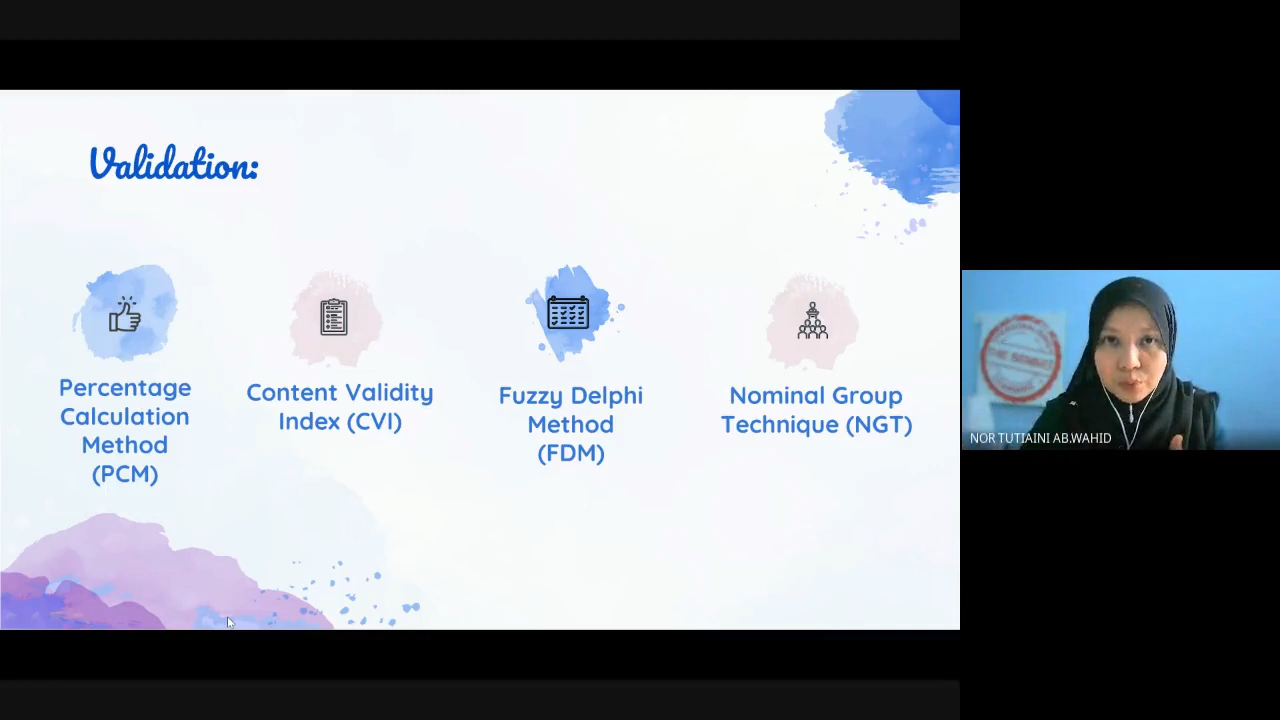 Validation:
Percentage
Calculation
Method
(PCM)
Content Validity
Index (CVI)
Fuzzy Delphi
Method
(FDM)
Nominal Group
Technique (NGT)
NOR TUTIAINI AB.WAHID